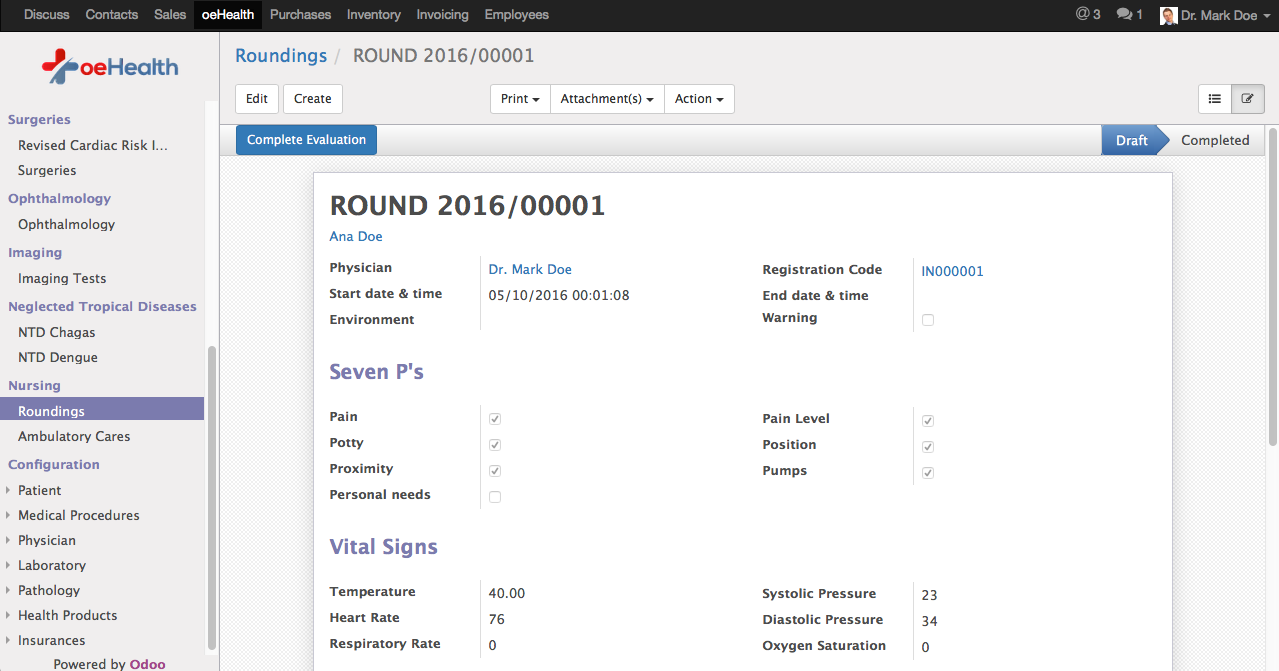 Discuss Contacts Sales oeHealth Purchases Inventory Invoicing Employees @ 3 1 Dr. Mark Doe
oeHealth
Surgeries
Revised Cardiac Risk I...
Surgeries
Ophthalmology
Ophthalmology
Imaging
Imaging Tests
Neglected Tropical Diseases
NTD Chagas
NTD Dengue
Nursing
Roundings
Ambulatory Cares
Configuration
Patient
Medical Procedures
Physician
Laboratory
Pathology
Health Products
Insurances
Powered by Odoo
Roundings / ROUND 2016/00001
Edit Create Print Attachment(s) Action
Complete Evaluation Draft Completed
ROUND 2016/00001
Ana Doe
Physician Dr. Mark Doe Registration Code IN000001
Start date & time 05/10/2016 00:01:08 End date & time
Environment Warning
Seven P's
Pain Pain Level
Potty Position
Proximity Pumps
Personal needs
Vital Signs
Temperature 40.00 Systolic Pressure 23
Heart Rate 76 Diastolic Pressure 34
Respiratory Rate 0 Oxygen Saturation 0